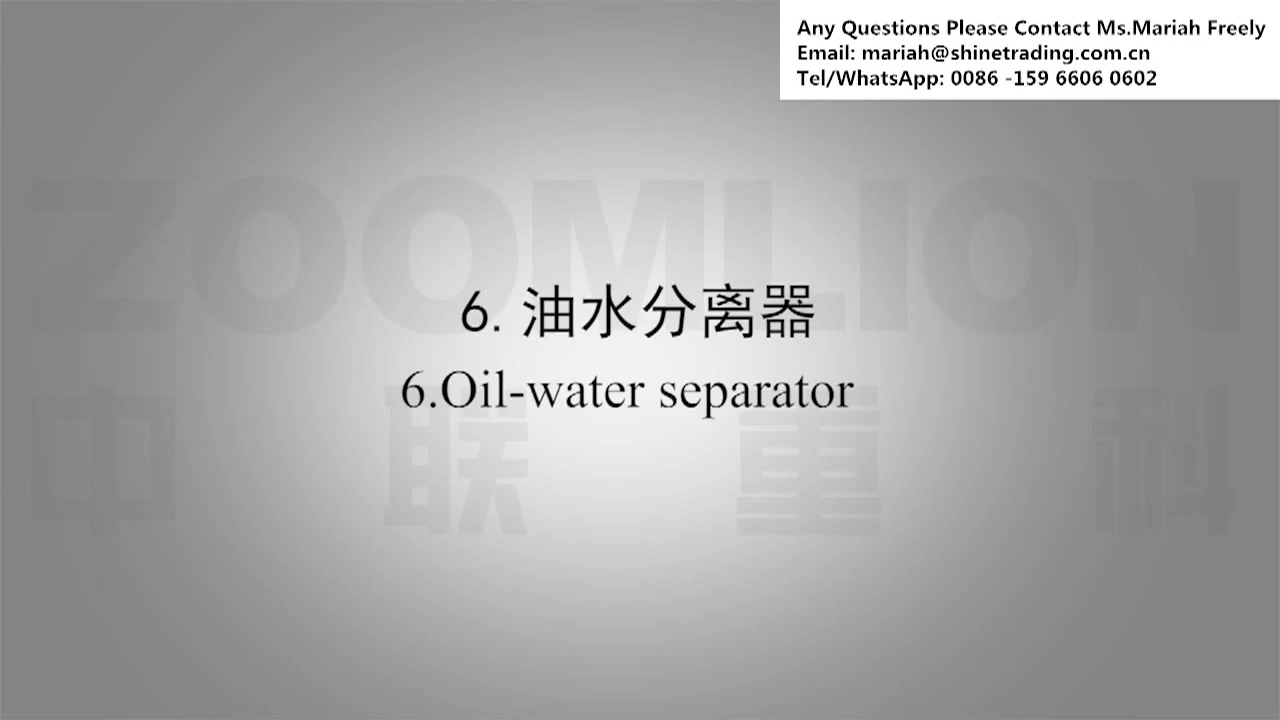 Any Questions Please Contact Ms.Mariah Freely
Email: mariah@shinetrading.com.cn
Tel/WhatsApp: 0086 -159 6606 0602
ZOOMLION
6. 油水分离器
6.Oil-water separator
中联重科